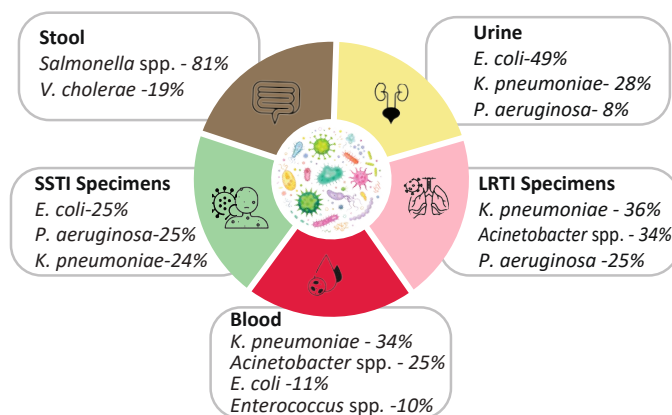 Stool
Salmonella spp. - 81%
V. cholerae -19%
Urine
E. coli-49%
K. pneumoniae- 28%
P. aeruginosa- 8%
SSTI Specimens
E. coli-25%
P. aeruginosa-25%
K. pneumoniae-24%
LRTI Specimens
K. pneumoniae - 36%
Acinetobacter spp. - 34%
P. aeruginosa -25%
Blood
K. pneumoniae - 34%
Acinetobacter spp. - 25%
E. coli -11%
Enterococcus spp. -10%